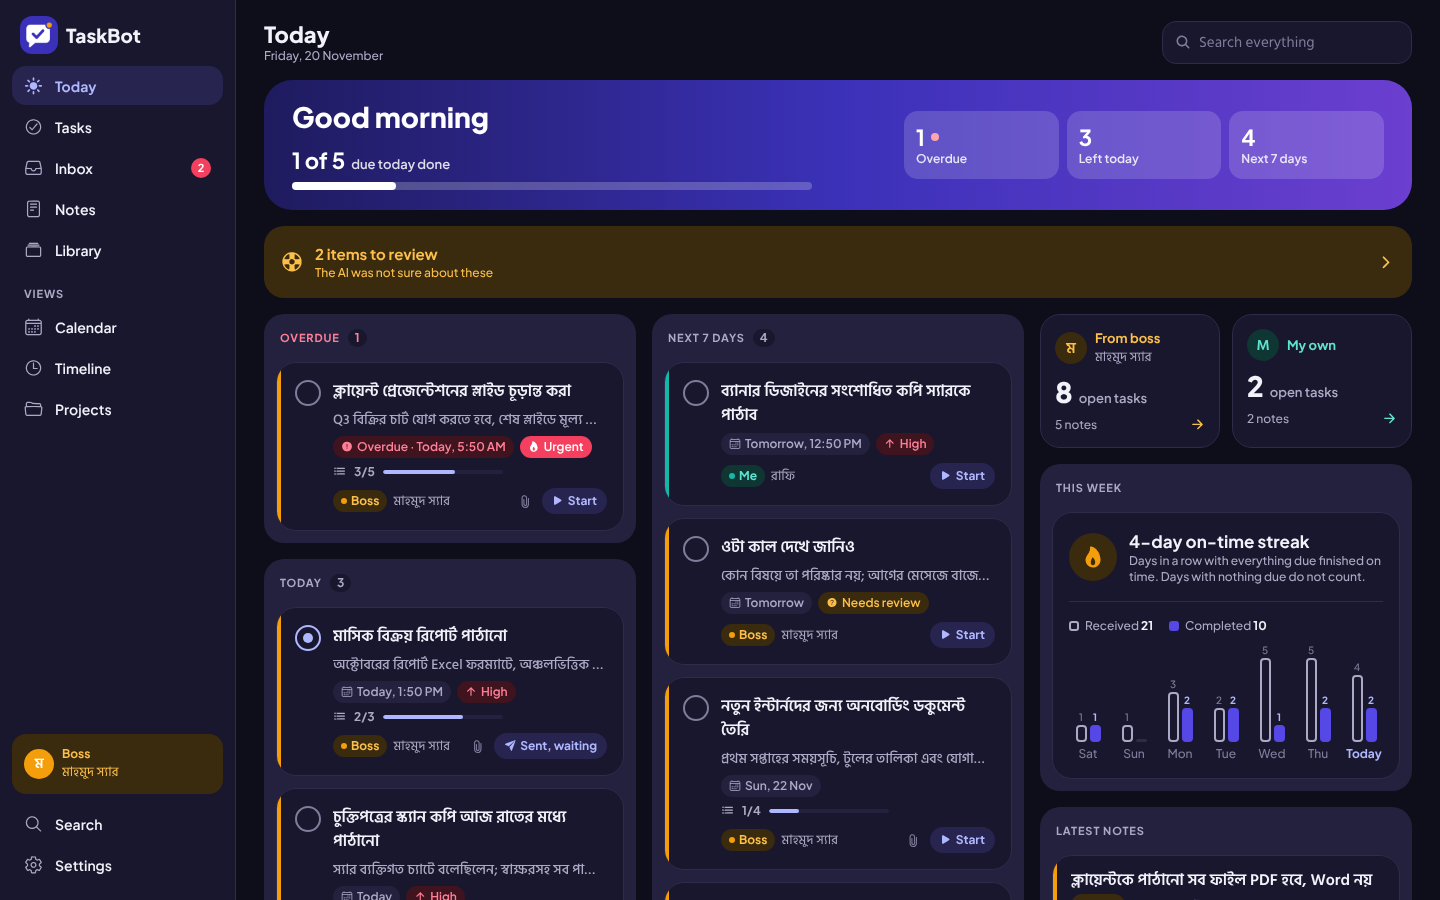 TaskBot
Today
Tasks
Inbox 2
Notes
Library
VIEWS
Calendar
Timeline
Projects
ম
Boss
মাহমুদ স্যার
Search
Settings
Today
Friday, 20 November
Search everything
Good morning
1 of 5 due today done
1
Overdue
3
Left today
4
Next 7 days
2 items to review
The AI was not sure about these
OVERDUE 1
ক্লায়েন্ট প্রেজেন্টেশনের স্লাইড চূড়ান্ত করা
Q3 বিক্রির চার্ট যোগ করতে হবে, শেষ স্লাইডে মূল্য ...
Overdue · Today, 5:50 AM Urgent
3/5
Boss মাহমুদ স্যার Start
TODAY 3
মাসিক বিক্রয় রিপোর্ট পাঠানো
অক্টোবরের রিপোর্ট Excel ফরম্যাটে, অঞ্চলভিত্তিক ...
Today, 1:50 PM High
2/3
Boss মাহমুদ স্যার Sent, waiting
চুক্তিপত্রের স্ক্যান কপি আজ রাতের মধ্যে
পাঠানো
স্যার ব্যক্তিগত চ্যাটে বলেছিলেন; স্বাক্ষরসহ সব পা...
Today High
NEXT 7 DAYS 4
ব্যানার ডিজাইনের সংশোধিত কপি স্যারকে
পাঠাব
Tomorrow, 12:50 PM High
Me রাফি Start
ওটা কাল দেখে জানিও
কোন বিষয়ে তা পরিষ্কার নয়; আগের মেসেজে বাজে...
Tomorrow Needs review
Boss মাহমুদ স্যার Start
নতুন ইন্টার্নদের জন্য অনবোর্ডিং ডকুমেন্ট
তৈরি
প্রথম সপ্তাহের সময়সূচি, টুলের তালিকা এবং যোগা...
Sun, 22 Nov
1/4
Boss মাহমুদ স্যার Start
ম
From boss
মাহমুদ স্যার
8 open tasks
5 notes
M
My own
2 open tasks
2 notes
THIS WEEK
4-day on-time streak
Days in a row with everything due finished on
time. Days with nothing due do not count.
Received 21 Completed 10
1 1 1 3 2 2 2 5 1 5 2 4 2
Sat Sun Mon Tue Wed Thu Today
LATEST NOTES
ক্লায়েন্টকে পাঠানো সব ফাইল PDF হবে, Word নয়